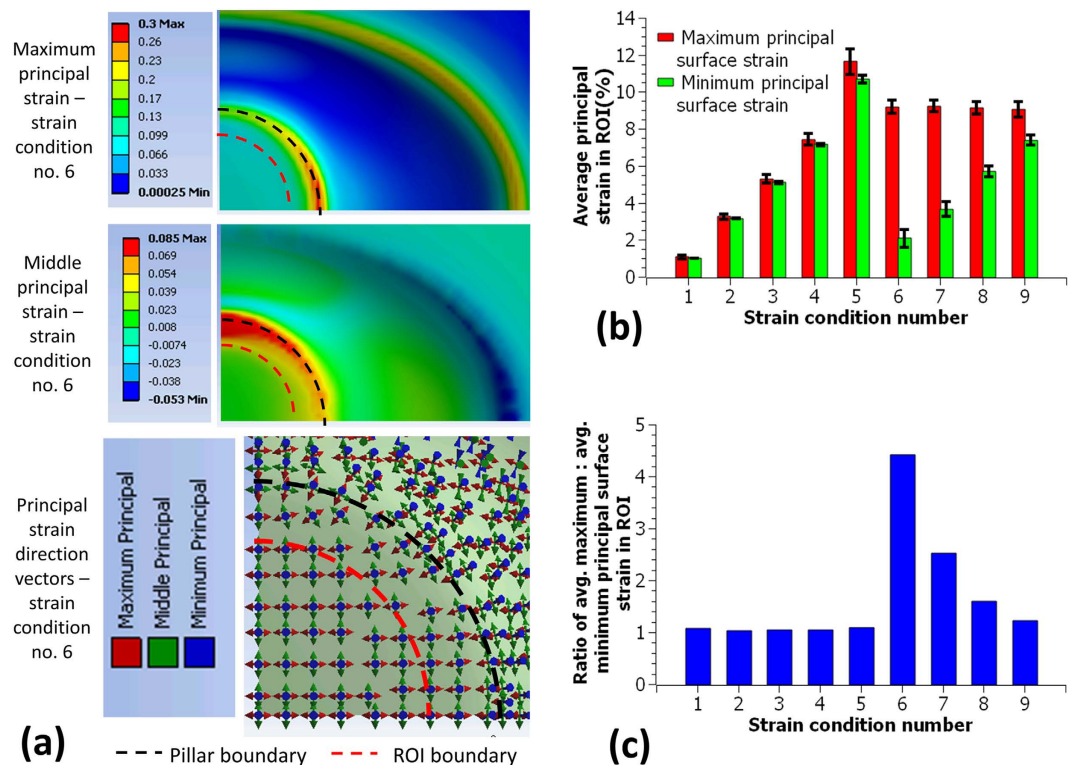 Maximum
principal
strain –
strain
condition
no. 6
0.3 Max
0.26
0.2
0.17
0.13
0.099
0.066
0.033
0.00025 Min
Middle
principal
strain –
strain
condition
no. 6
0.085 Max
0.069
0.054
0.039
0.023
0.008
-0.0074
-0.023
-0.038
-0.053 Min
Principal
strain
direction
vectors –
strain
condition
no. 6
Maximum Principal
Middle Principal
Minimum Principal
(a)
Pillar boundary
ROI boundary
Average principal
strain in ROI(%)
14
12
10
8
6
4
2
0
Maximum principal
surface strain
Minimum principal
surface strain
1 2 3 4 5 6 7 8 9
Strain condition number
(b)
Ratio of avg. maximum : avg.
minimum principal surface
strain in ROI
5
4
3
2
1
0
1 2 3 4 5 6 7 8 9
Strain condition number
(c)